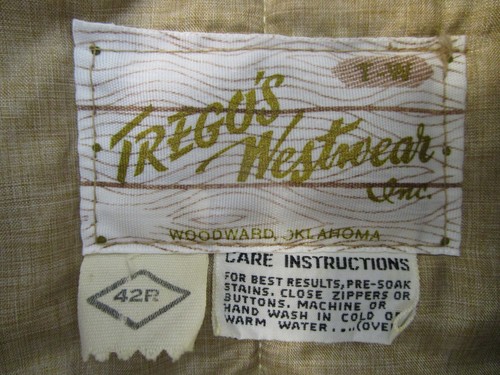 T W
TREGO'S
Westwear
Inc.
WOODWARD, OKLAHOMA
42R
CARE INSTRUCTIONS
FOR BEST RESULTS, PRE-SOAK
STAINS. CLOSE ZIPPERS OR
BUTTONS. MACHINE OR
HAND WASH IN COLD OR
WARM WATER....(OVER)